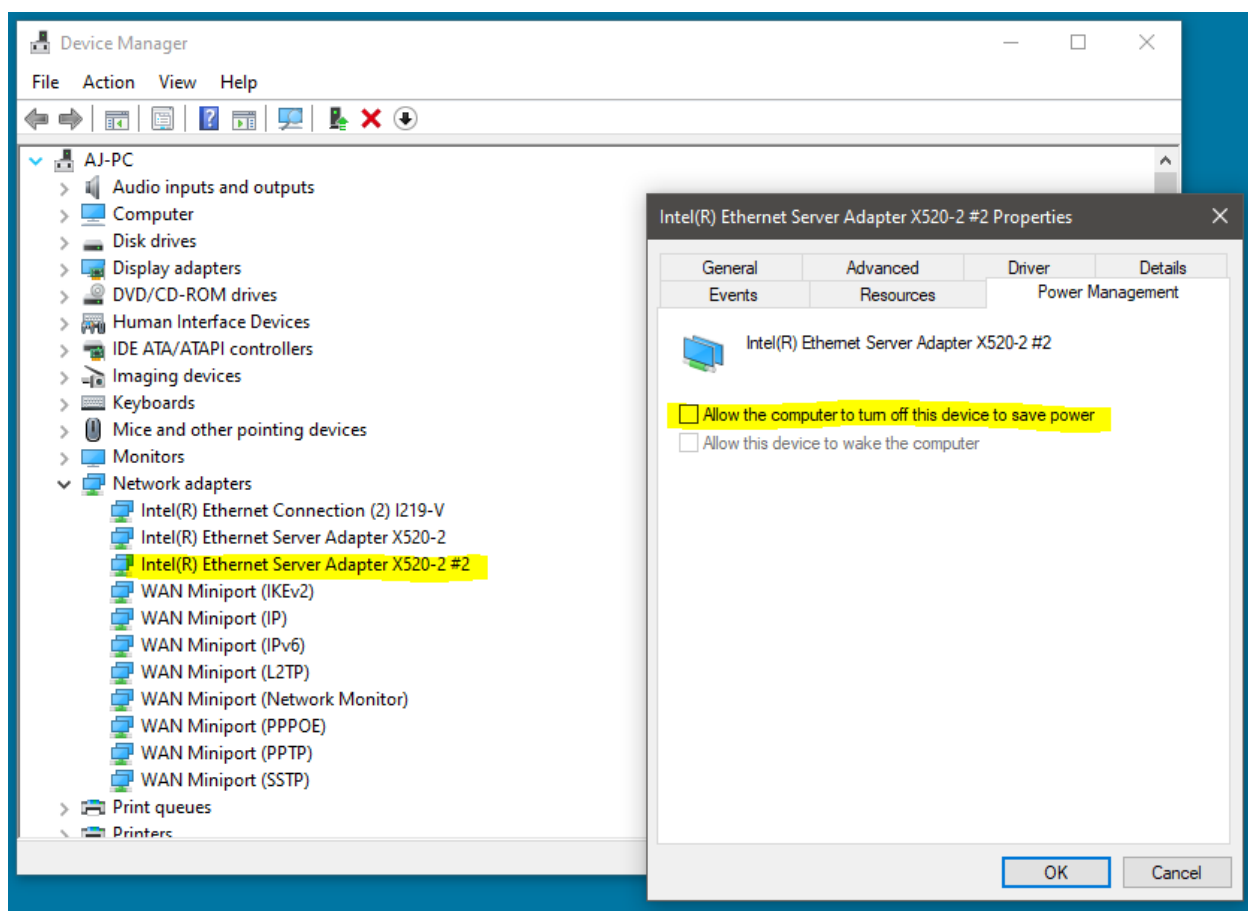 Device Manager
File Action View Help
AJ-PC
Audio inputs and outputs
Computer
Disk drives
Display adapters
DVD/CD-ROM drives
Human Interface Devices
IDE ATA/ATAPI controllers
Imaging devices
Keyboards
Mice and other pointing devices
Monitors
Network adapters
Intel(R) Ethernet Connection (2) I219-V
Intel(R) Ethernet Server Adapter X520-2
Intel(R) Ethernet Server Adapter X520-2 #2
WAN Miniport (IKEv2)
WAN Miniport (IP)
WAN Miniport (IPv6)
WAN Miniport (L2TP)
WAN Miniport (Network Monitor)
WAN Miniport (PPPOE)
WAN Miniport (PPTP)
WAN Miniport (SSTP)
Print queues
Printers
Intel(R) Ethernet Server Adapter X520-2 #2 Properties
General Advanced Driver Details
Events Resources Power Management
Intel(R) Ethernet Server Adapter X520-2 #2
Allow the computer to turn off this device to save power
Allow this device to wake the computer
OK Cancel